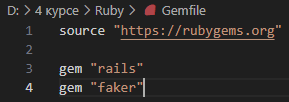 D: > 4 курсе > Ruby > Gemfile
1 source "https://rubygems.org"
2
3 gem "rails"
4 gem "faker"